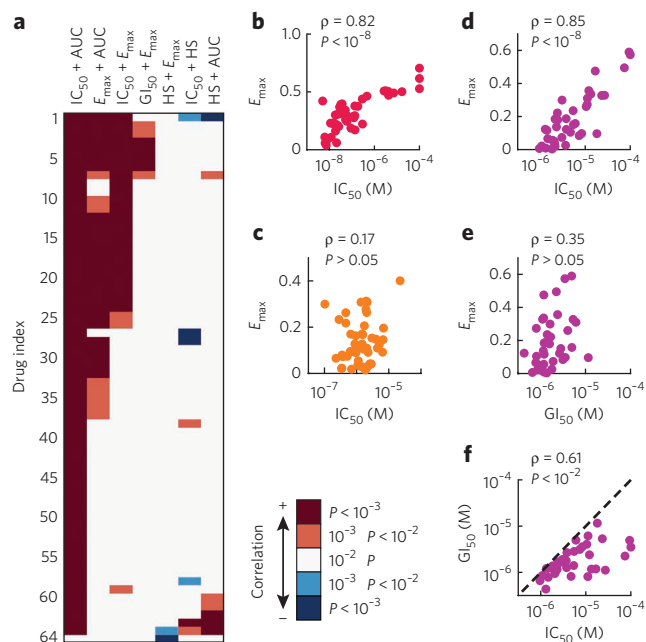 a
IC50 + AUC
Emax + AUC
IC50 + Emax
GI50 + Emax
HS + Emax
IC50 + HS
HS + AUC
Drug index
1
5
10
15
20
25
30
35
40
45
50
55
60
64
b
ρ = 0.82
P < 10⁻⁸
Emax
1.0
0.5
0
10⁻⁸ 10⁻⁶ 10⁻⁴
IC50 (M)
c
ρ = 0.17
P > 0.05
Emax
0.4
0.2
0
10⁻⁷ 10⁻⁵
IC50 (M)
+
Correlation
−
P < 10⁻³
10⁻³ P < 10⁻²
10⁻² P
10⁻³ P < 10⁻²
P < 10⁻³
d
ρ = 0.85
P < 10⁻⁸
Emax
0.6
0.4
0.2
0
10⁻⁶ 10⁻⁵ 10⁻⁴
IC50 (M)
e
ρ = 0.35
P > 0.05
Emax
0.6
0.4
0.2
0
10⁻⁶ 10⁻⁵ 10⁻⁴
GI50 (M)
f
ρ = 0.61
P < 10⁻²
GI50 (M)
10⁻⁴
10⁻⁵
10⁻⁶
10⁻⁶ 10⁻⁵ 10⁻⁴
IC50 (M)